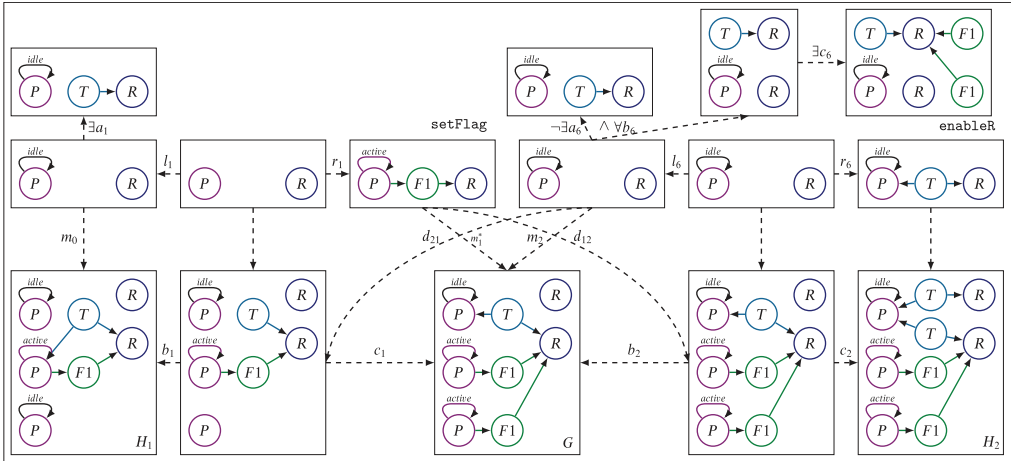 T R R F1
idle idle ∃c6 idle idle
P T R P T R P R P R F1
∃a1 setFlag ¬∃a6 ∧ ∀b6 enableR
idle l1 r1 active idle l6 idle r6 idle
P R P R P F1 R P R P R P T R
m0 d21 m1* m2 d12
idle R idle R idle R idle R idle T R
P T P T P T P T P
R R R R T R
active b1 active c1 active b2 active c2 active
P F1 P F1 P F1 P F1 P F1
idle active active active
P P P F1 P F1 P F1
H1 G H2